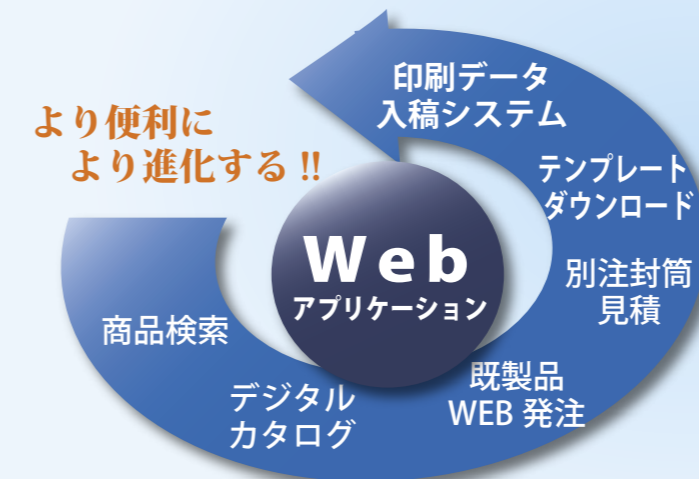 より便利に
より進化する!!
Web
アプリケーション
商品検索
デジタル
カタログ
既製品
WEB 発注
別注封筒
見積
テンプレート
ダウンロード
印刷データ
入稿システム